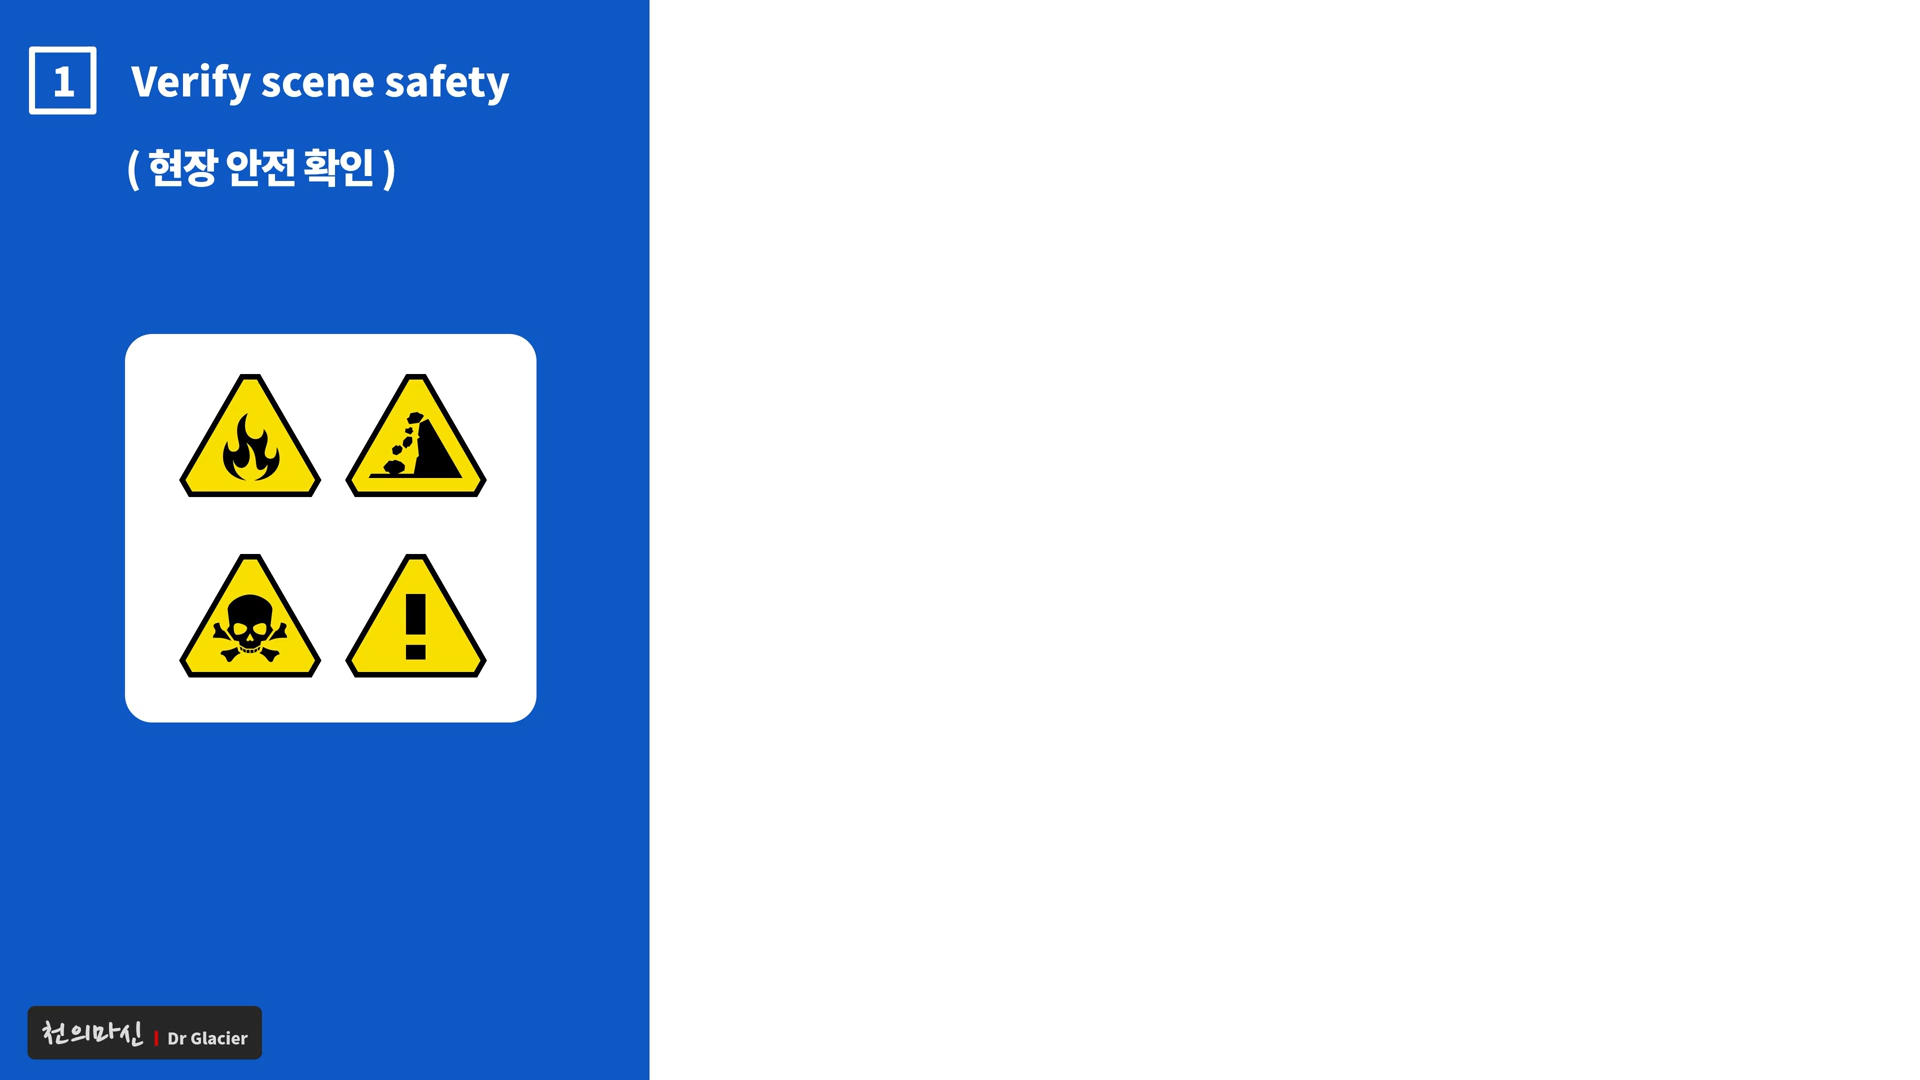 1 Verify scene safety
( 현장 안전 확인 )
천의마신 | Dr Glacier